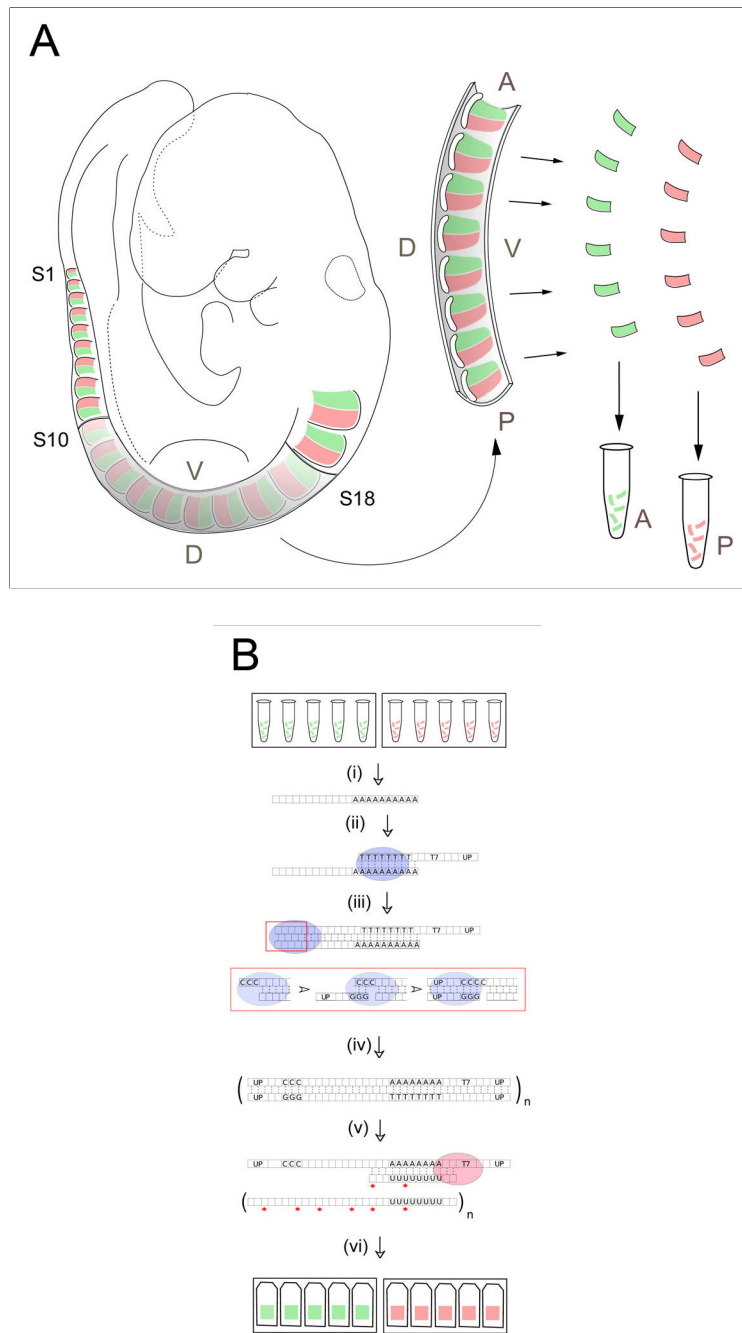 A
A
S1
D
V
P
S10
V
S18
D
A
P
B
(i)
AAAAAAAAAA
(ii)
TTTTTTTT T7 UP
AAAAAAAAAA
(iii)
TTTTTTTT T7 UP
AAAAAAAAAA
CCC > CCC > UP CCCC
UP GGG UP GGG
(iv)
( UP CCC AAAAAAAA T7 UP
UP GGG TTTTTTTT UP ) n
(v)
UP CCC AAAAAAAA T7 UP
UUUUUUUU
* *
( UUUUUUUU ) n
* * * * * *
(vi)